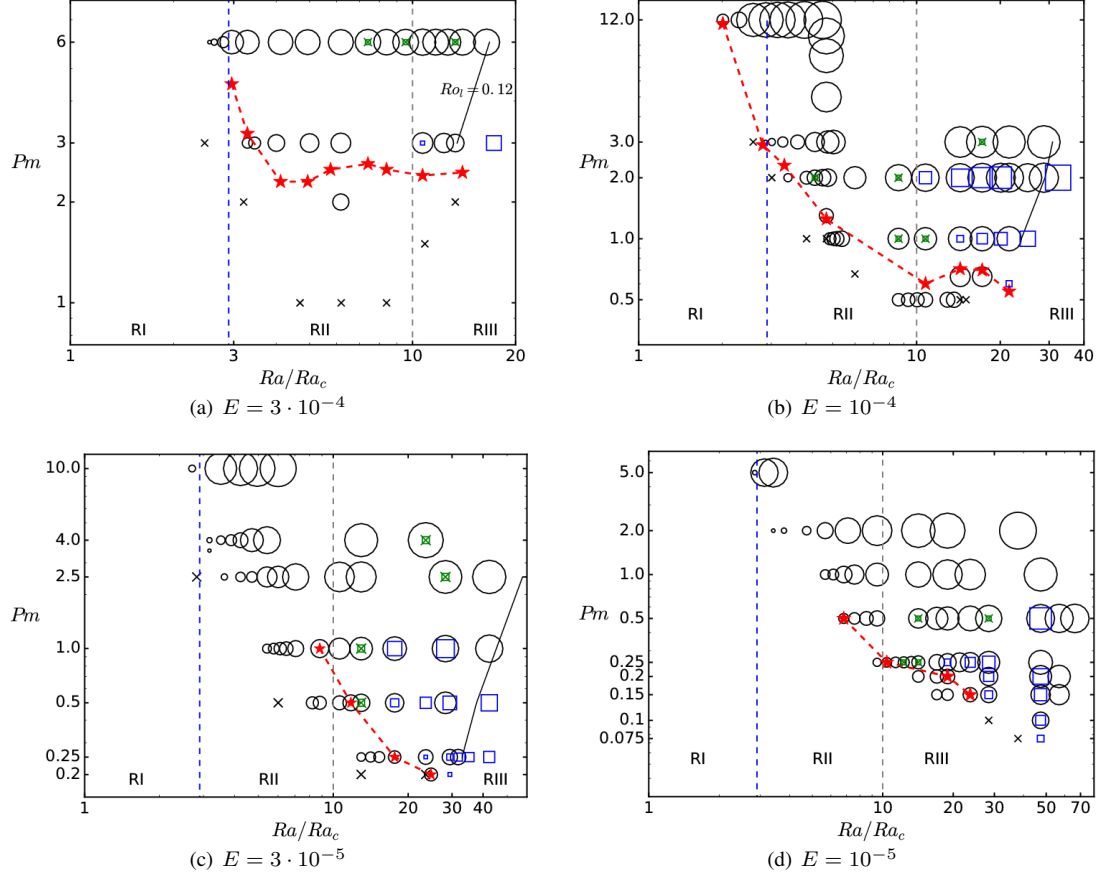 6
3
2
1
Pm
Ro_l = 0.12
RI
RII
RIII
1
3
10
20
Ra/Ra_c
(a) E = 3 · 10^{-4}
12.0
3.0
2.0
1.0
0.5
Pm
RI
RII
RIII
1
10
20
30
40
Ra/Ra_c
(b) E = 10^{-4}
10.0
4.0
2.5
1.0
0.5
0.25
0.2
Pm
RI
RII
RIII
1
10
20
30
40
Ra/Ra_c
(c) E = 3 · 10^{-5}
5.0
2.0
1.0
0.5
0.25
0.15
0.1
0.075
Pm
RI
RII
RIII
1
10
20
30
50
70
Ra/Ra_c
(d) E = 10^{-5}